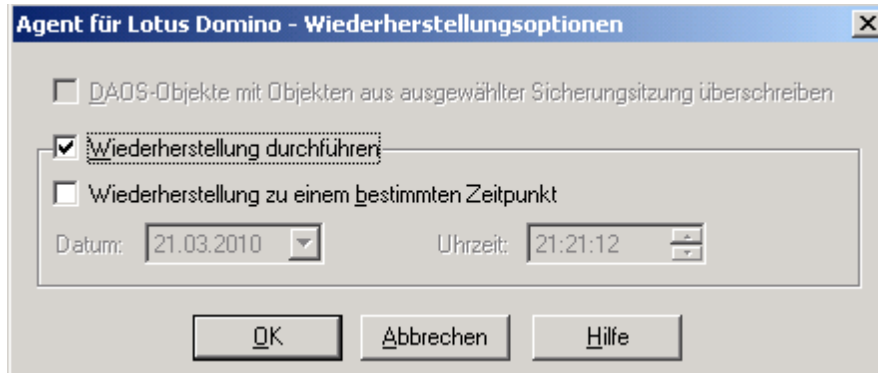 Agent für Lotus Domino - Wiederherstellungsoptionen
DAOS-Objekte mit Objekten aus ausgewählter Sicherungsitzung überschreiben
Wiederherstellung durchführen
Wiederherstellung zu einem bestimmten Zeitpunkt
Datum: 21.03.2010 Uhrzeit: 21:21:12
OK Abbrechen Hilfe